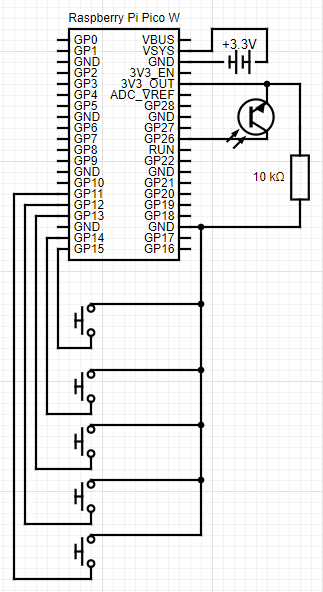 Raspberry Pi Pico W
GP0 VBUS
GP1 VSYS
GND GND
GP2 3V3_EN
GP3 3V3_OUT
GP4 ADC_VREF
GP5 GP28
GND GND
GP6 GP27
GP7 GP26
GP8 RUN
GP9 GP22
GND GND
GP10 GP21
GP11 GP20
GP12 GP19
GP13 GP18
GND GND
GP14 GP17
GP15 GP16
+3.3V
10 kΩ